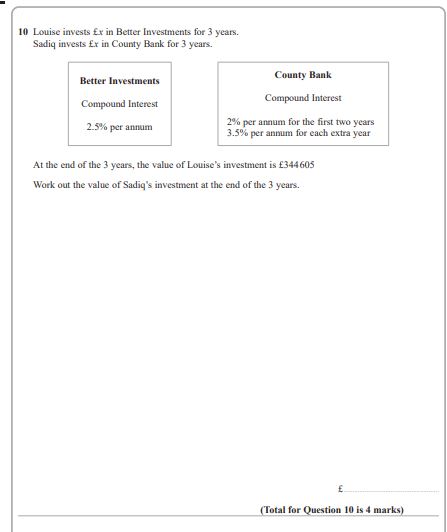 10 Louise invests £x in Better Investments for 3 years.
Sadiq invests £x in County Bank for 3 years.
Better Investments
Compound Interest
2.5% per annum
County Bank
Compound Interest
2% per annum for the first two years
3.5% per annum for each extra year
At the end of the 3 years, the value of Louise's investment is £344605
Work out the value of Sadiq's investment at the end of the 3 years.
£
(Total for Question 10 is 4 marks)